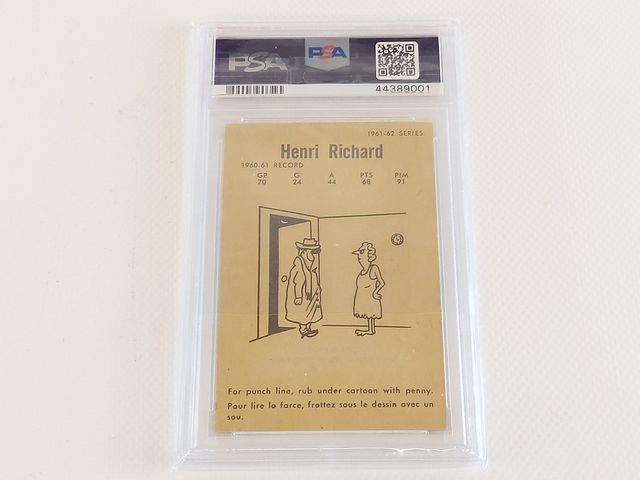 PSA
PSA
44389001
1961-62 SERIES
Henri Richard
1960-61 RECORD
GP G A PTS PIM
70 24 44 68 91
For punch line, rub under cartoon with penny.
Pour lire la farce, frottez sous le dessin avec un
sou.